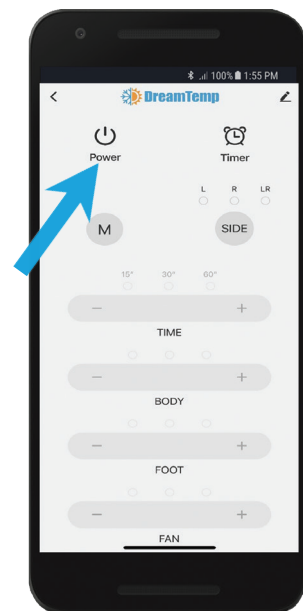 100% 1:55 PM
DreamTemp
Power Timer
L R LR
M SIDE
15" 30" 60"
− +
TIME
− +
BODY
− +
FOOT
− +
FAN